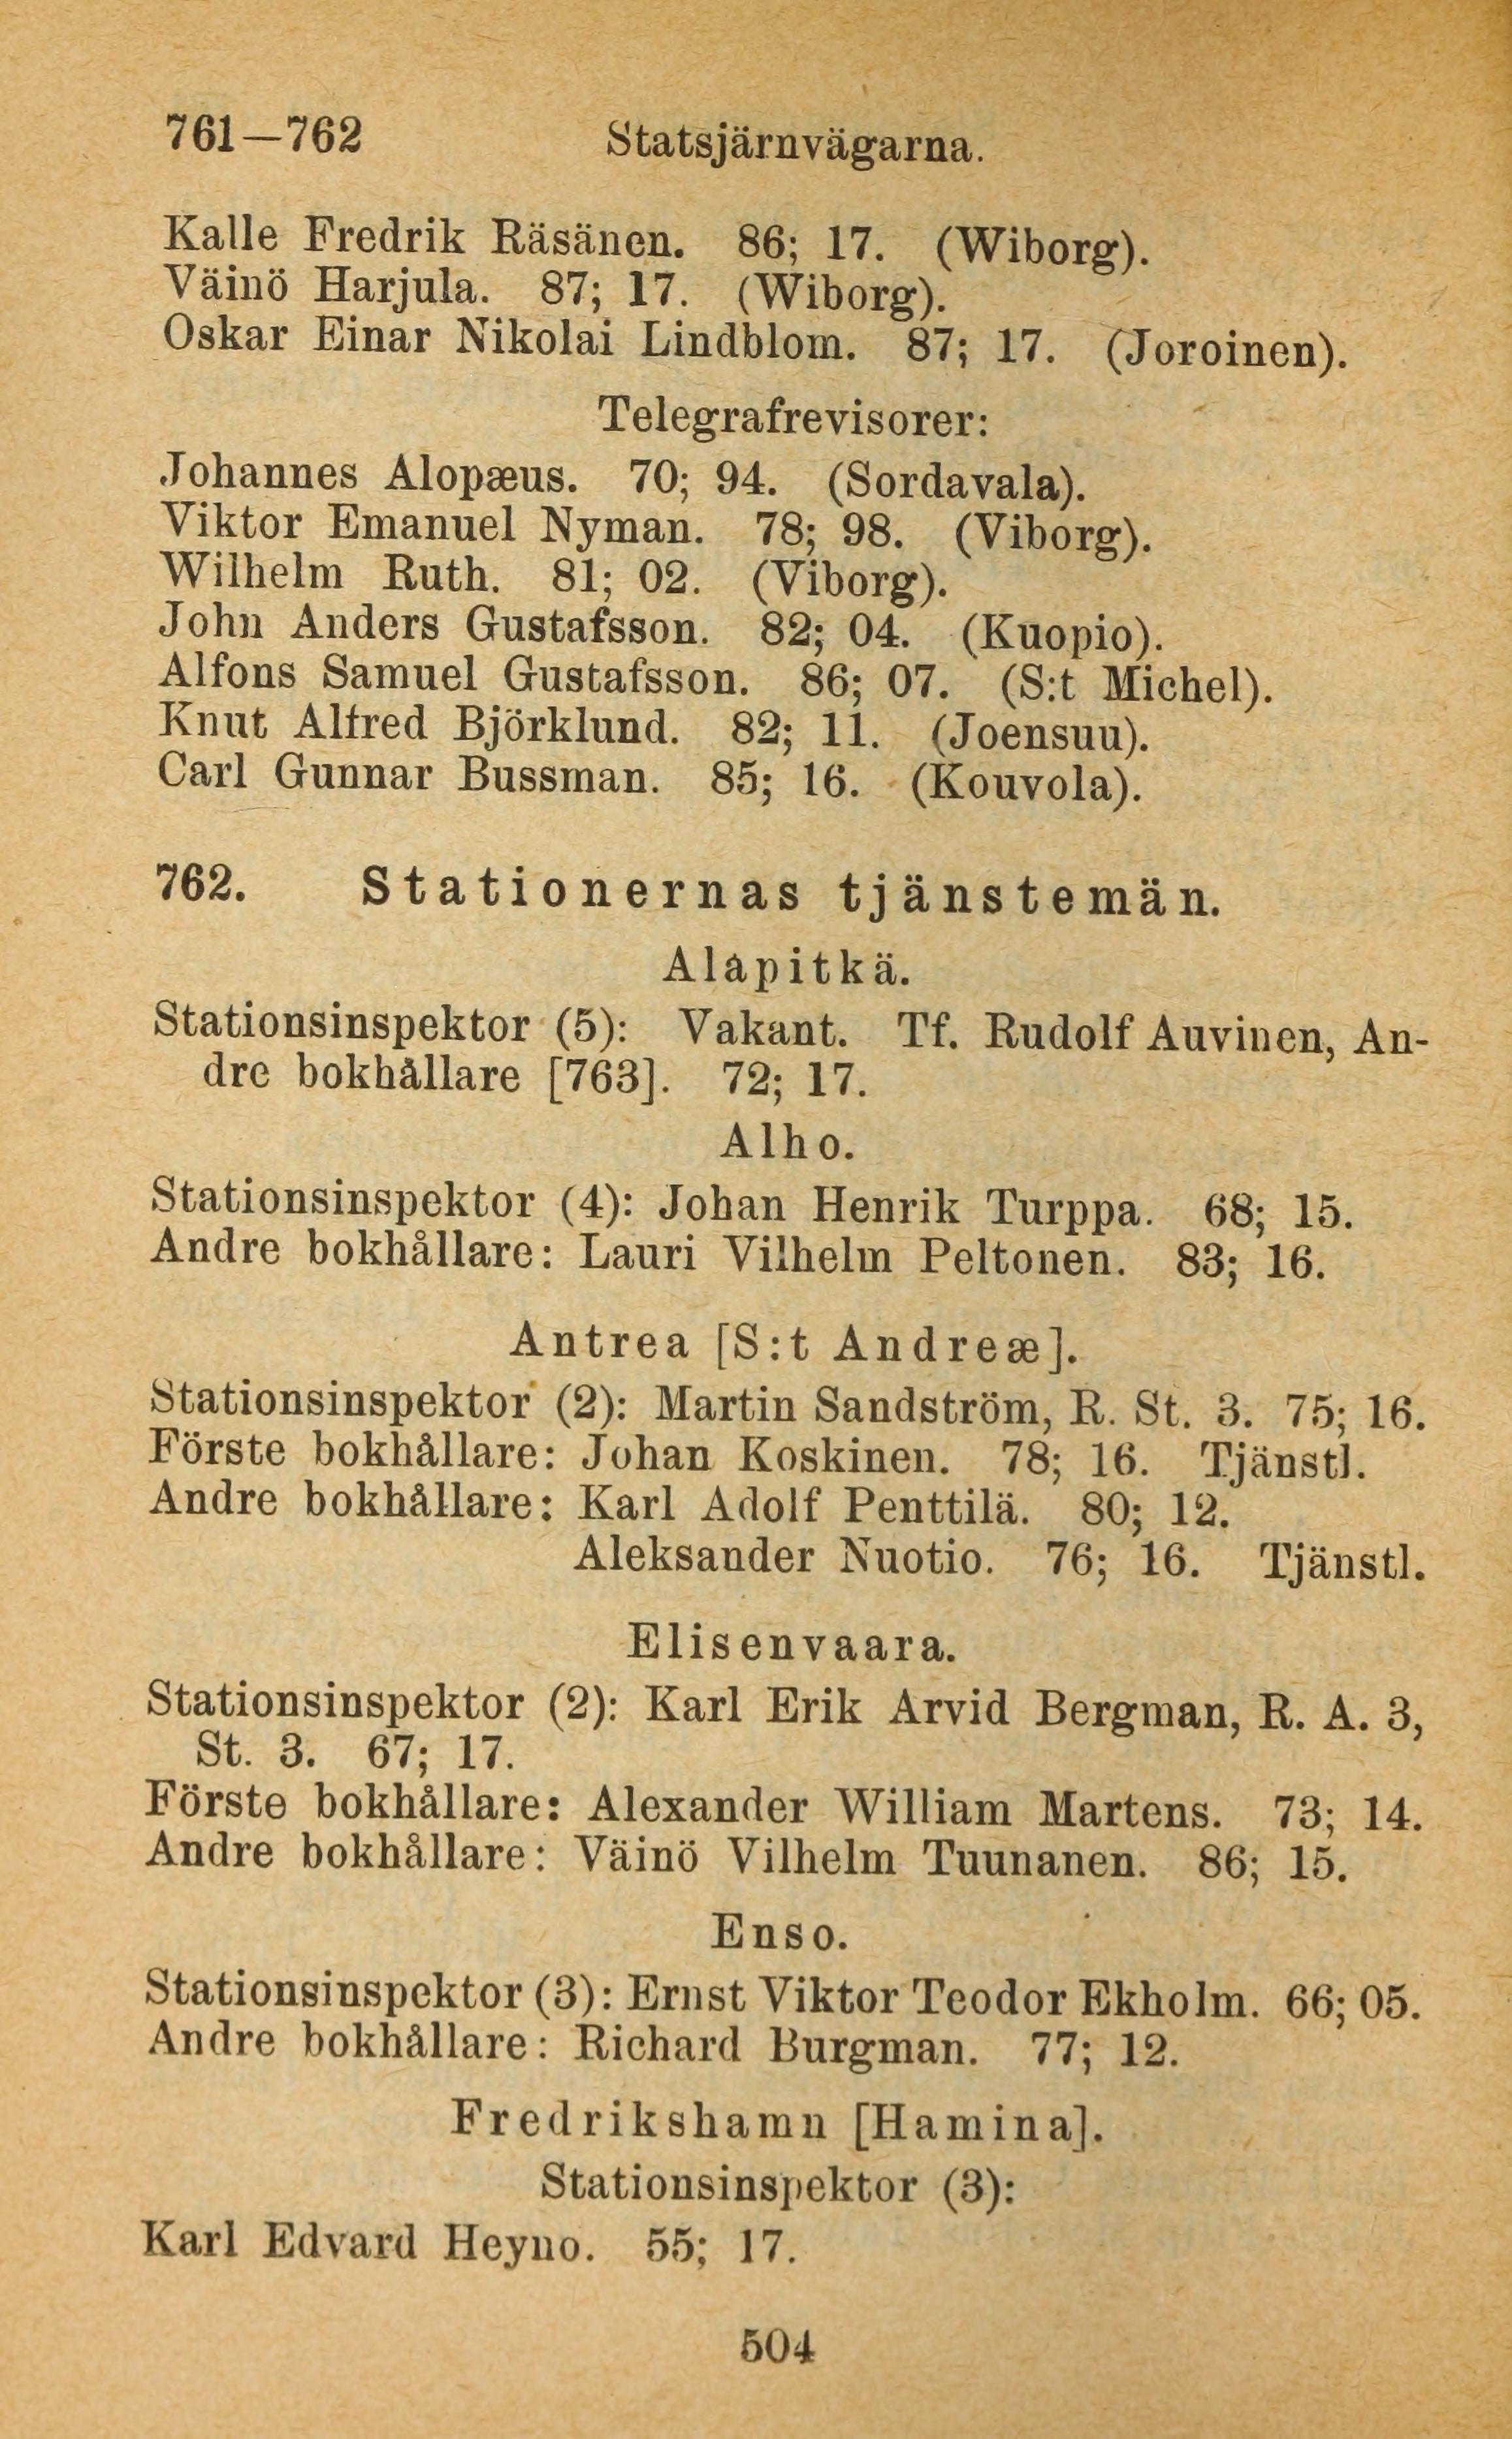 761—762 Statsjärnvägarna.
Kalle Fredrik Räsänen. 86; 17. (Wiborg).
Väinö Harjula. 87; 17. (Wiborg).
Oskar Einar Nikolai Lindblom. 87; 17. (Joroinen).
Telegrafrevisorer:
Johannes Alopæus. 70; 94. (Sordavala).
Viktor Emanuel Nyman. 78; 98. (Viborg).
Wilhelm Ruth. 81; 02. (Viborg).
John Anders Gustafsson. 82; 04. (Kuopio).
Alfons Samuel Gustafsson. 86; 07. (S:t Michel).
Knut Alfred Björklund. 82; 11. (Joensuu).
Carl Gunnar Bussman. 85; 16. (Kouvola).
762. Stationernas tjänstemän.
Alapitkä.
Stationsinspektor (5): Vakant. Tf. Rudolf Auvinen, An-
dre bokhållare [763]. 72; 17.
Alho.
Stationsinspektor (4): Johan Henrik Turppa. 68; 15.
Andre bokhållare: Lauri Vilhelm Peltonen. 83; 16.
Antrea [S:t Andreæ].
Stationsinspektor (2): Martin Sandström, R. St. 3. 75; 16.
Förste bokhållare: Johan Koskinen. 78; 16. Tjänstl.
Andre bokhållare: Karl Adolf Penttilä. 80; 12.
Aleksander Nuotio. 76; 16. Tjänstl.
Elisenvaara.
Stationsinspektor (2): Karl Erik Arvid Bergman, R. A. 3,
St. 3. 67; 17.
Förste bokhållare: Alexander William Martens. 73; 14.
Andre bokhållare: Väinö Vilhelm Tuunanen. 86; 15.
Enso.
Stationsinspektor (3): Ernst Viktor Teodor Ekholm. 66; 05.
Andre bokhållare: Richard Burgman. 77; 12.
Fredrikshamn [Hamina].
Stationsinspektor (3):
Karl Edvard Heyno. 55; 17.
504